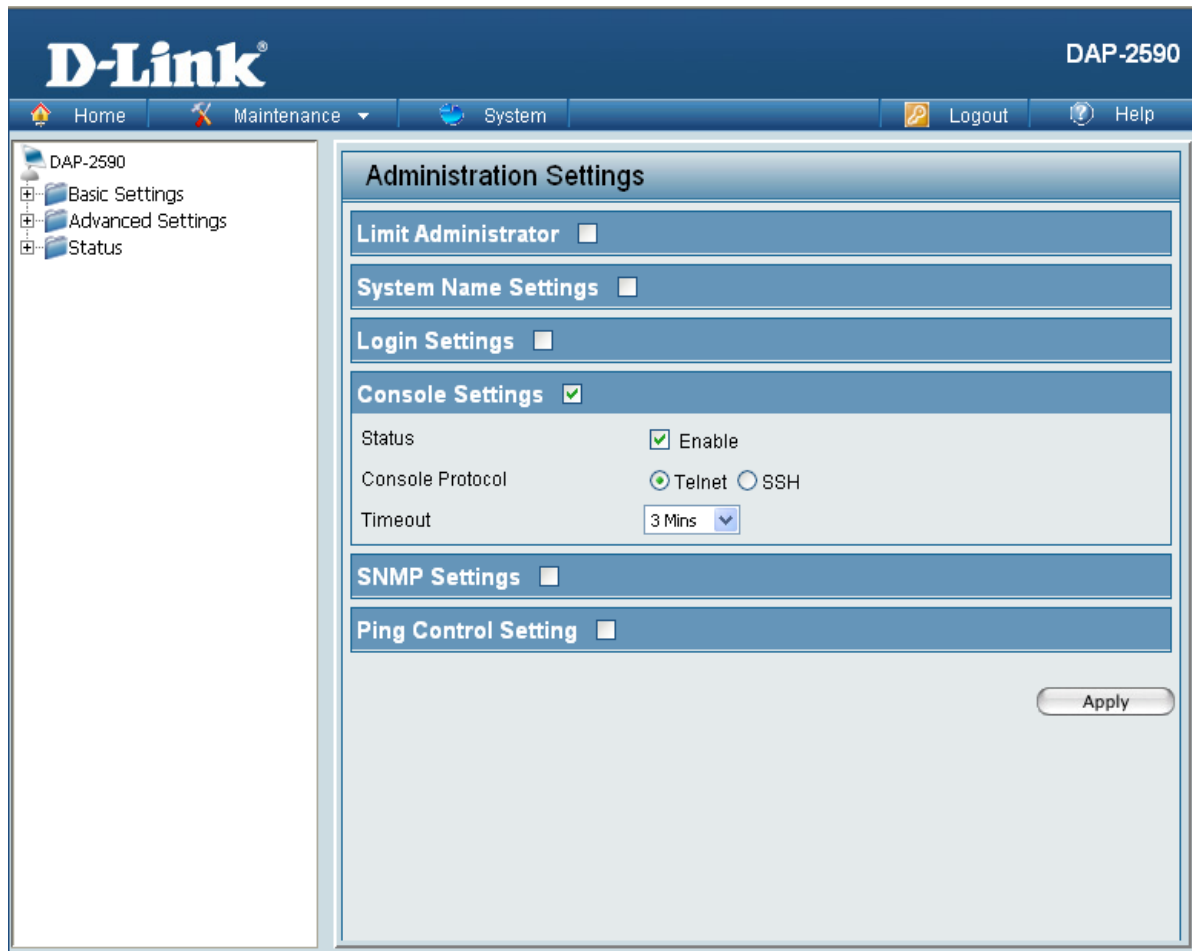 D-Link®
DAP-2590
Home Maintenance System Logout Help
DAP-2590
Basic Settings
Advanced Settings
Status
Administration Settings
Limit Administrator
System Name Settings
Login Settings
Console Settings
Status Enable
Console Protocol Telnet SSH
Timeout 3 Mins
SNMP Settings
Ping Control Setting
Apply